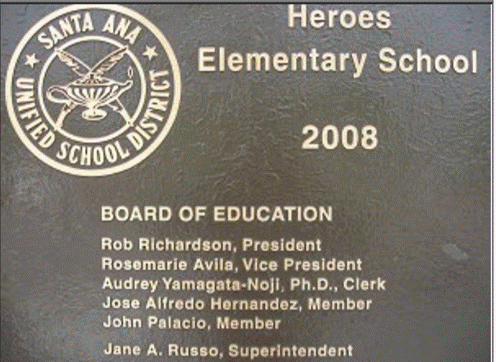 SANTA ANA
UNIFIED SCHOOL DISTRICT
Heroes
Elementary School
2008
BOARD OF EDUCATION
Rob Richardson, President
Rosemarie Avila, Vice President
Audrey Yamagata-Noji, Ph.D., Clerk
Jose Alfredo Hernandez, Member
John Palacio, Member
Jane A. Russo, Superintendent